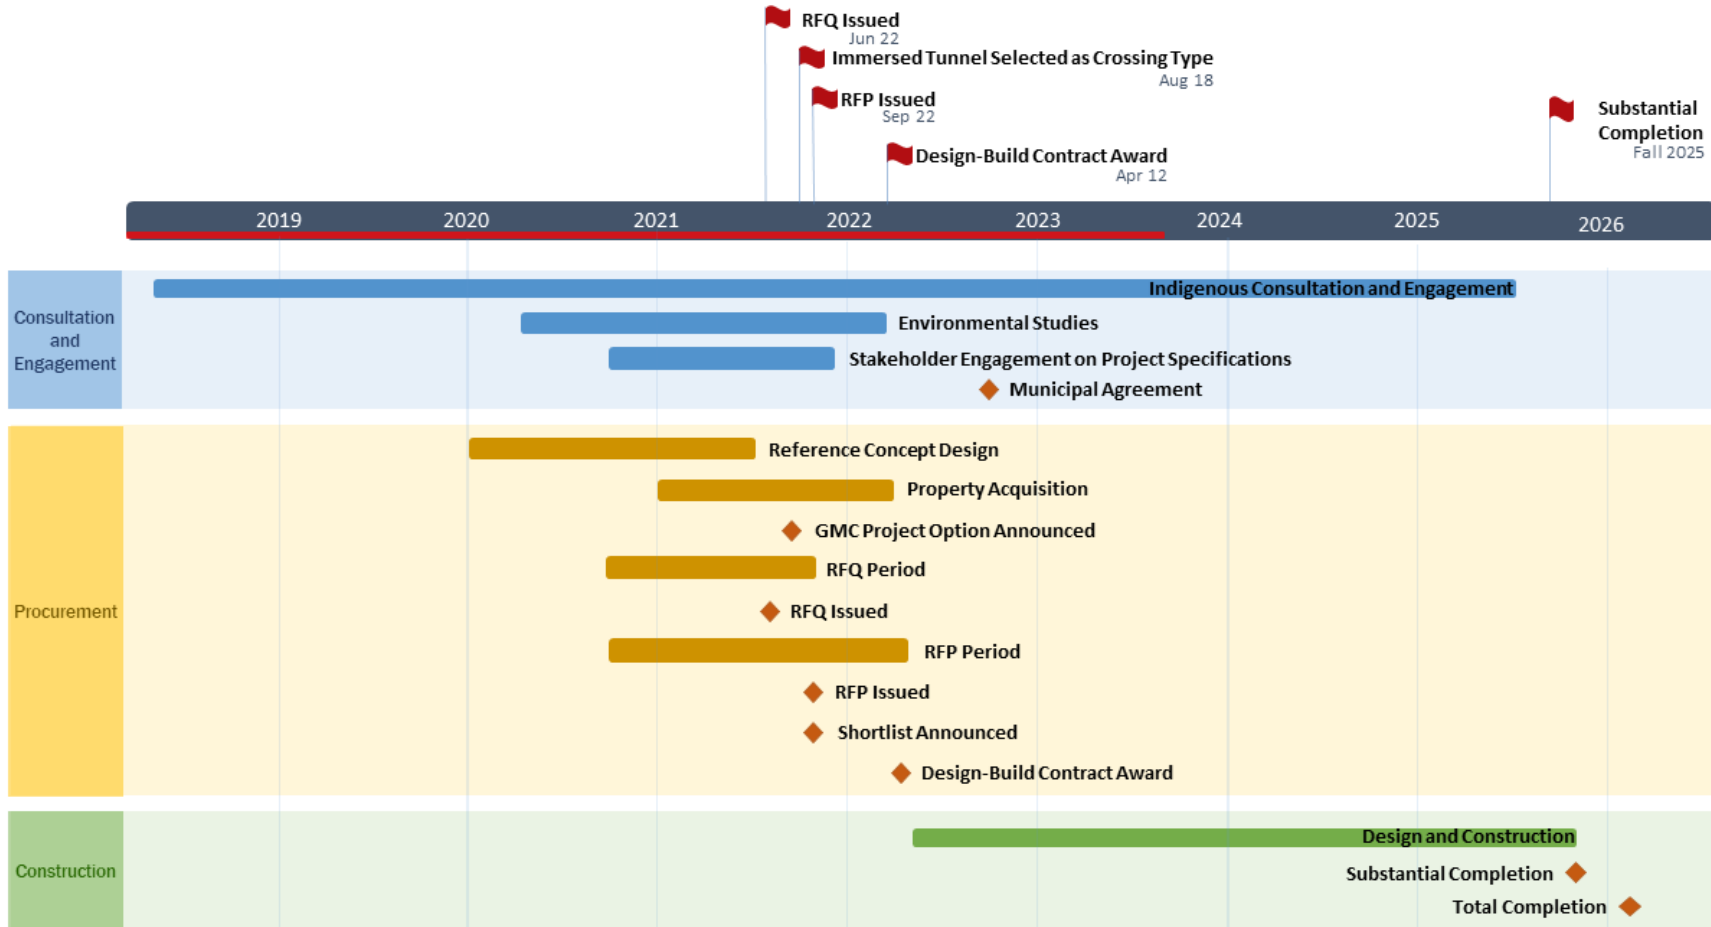 RFQ Issued
Jun 22
Immersed Tunnel Selected as Crossing Type
Aug 18
RFP Issued
Sep 22
Design-Build Contract Award
Apr 12
Substantial
Completion
Fall 2025
2019 2020 2021 2022 2023 2024 2025 2026
Consultation
and
Engagement
Indigenous Consultation and Engagement
Environmental Studies
Stakeholder Engagement on Project Specifications
Municipal Agreement
Procurement
Reference Concept Design
Property Acquisition
GMC Project Option Announced
RFQ Period
RFQ Issued
RFP Period
RFP Issued
Shortlist Announced
Design-Build Contract Award
Construction
Design and Construction
Substantial Completion
Total Completion